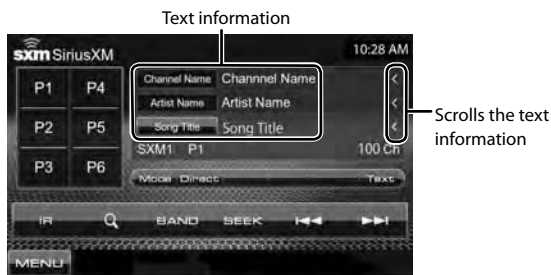 Text information
sxm SiriusXM
10:28 AM
P1 P4
Channel Name Channnel Name <
Artist Name Artist Name <
P2 P5
Song Title Song Title <
Scrolls the text
information
SXM1 P1 100 Ch
P3 P6
Mode Direct Text
IR BAND SEEK
MENU